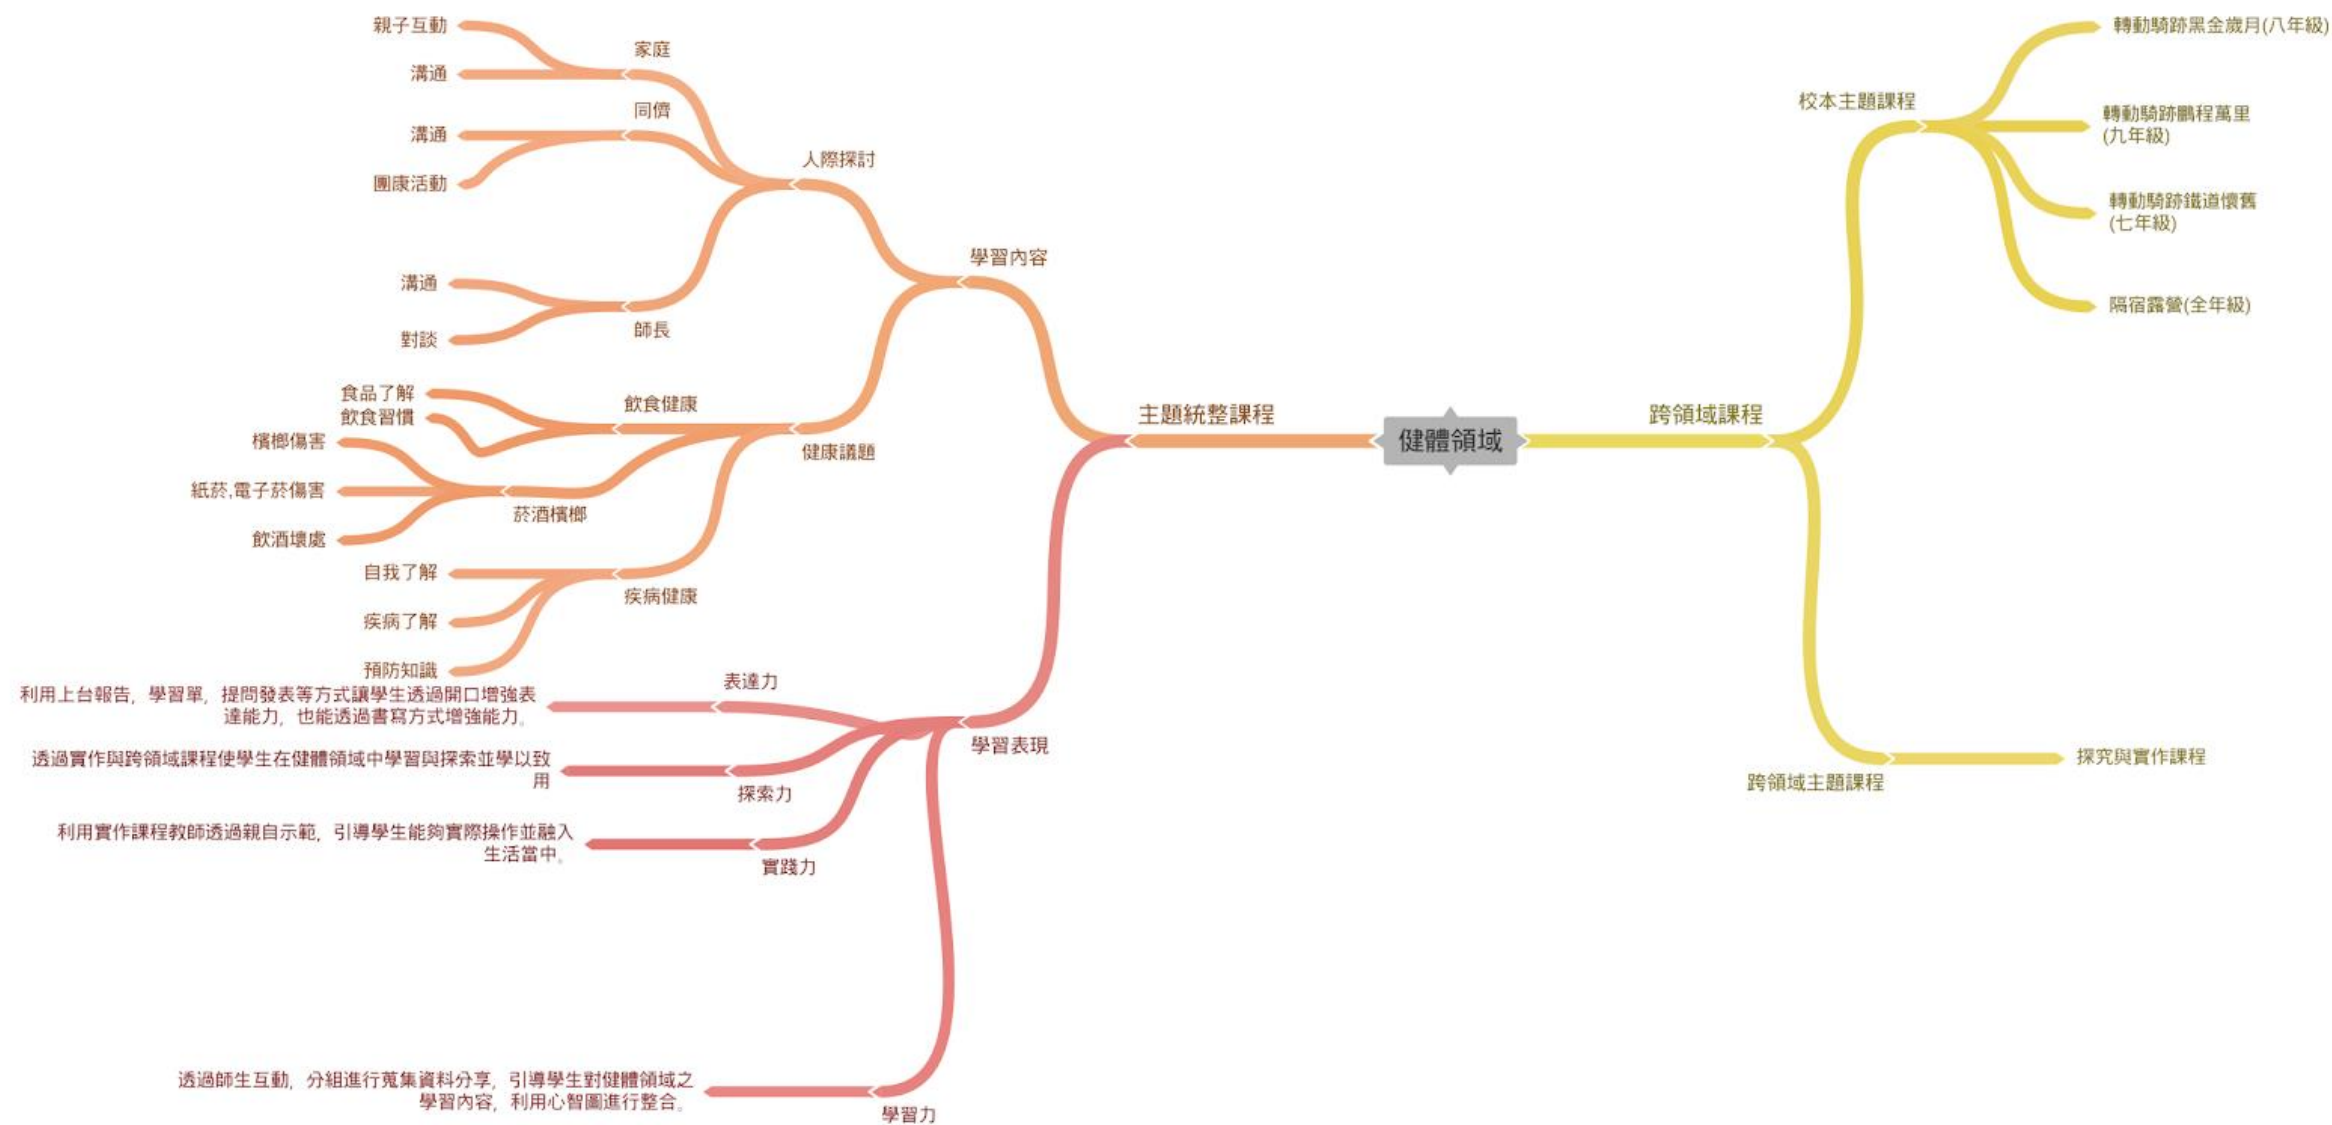 健體領域
主題統整課程
學習內容
人際探討
家庭
親子互動
溝通
同儕
溝通
團康活動
師長
溝通
對談
健康議題
飲食健康
食品了解
飲食習慣
菸酒檳榔
檳榔傷害
紙菸,電子菸傷害
飲酒壞處
疾病健康
自我了解
疾病了解
預防知識
學習表現
表達力
利用上台報告，學習單，提問發表等方式讓學生透過開口增強表
達能力，也能透過書寫方式增強能力。
探索力
透過實作與跨領域課程使學生在健體領域中學習與探索並學以致
用
實踐力
利用實作課程教師透過親自示範，引導學生能夠實際操作並融入
生活當中。
學習力
透過師生互動，分組進行蒐集資料分享，引導學生對健體領域之
學習內容，利用心智圖進行整合。
跨領域課程
校本主題課程
轉動騎跡黑金歲月(八年級)
轉動騎跡鵬程萬里
(九年級)
轉動騎跡鐵道懷舊
(七年級)
隔宿露營(全年級)
跨領域主題課程
探究與實作課程